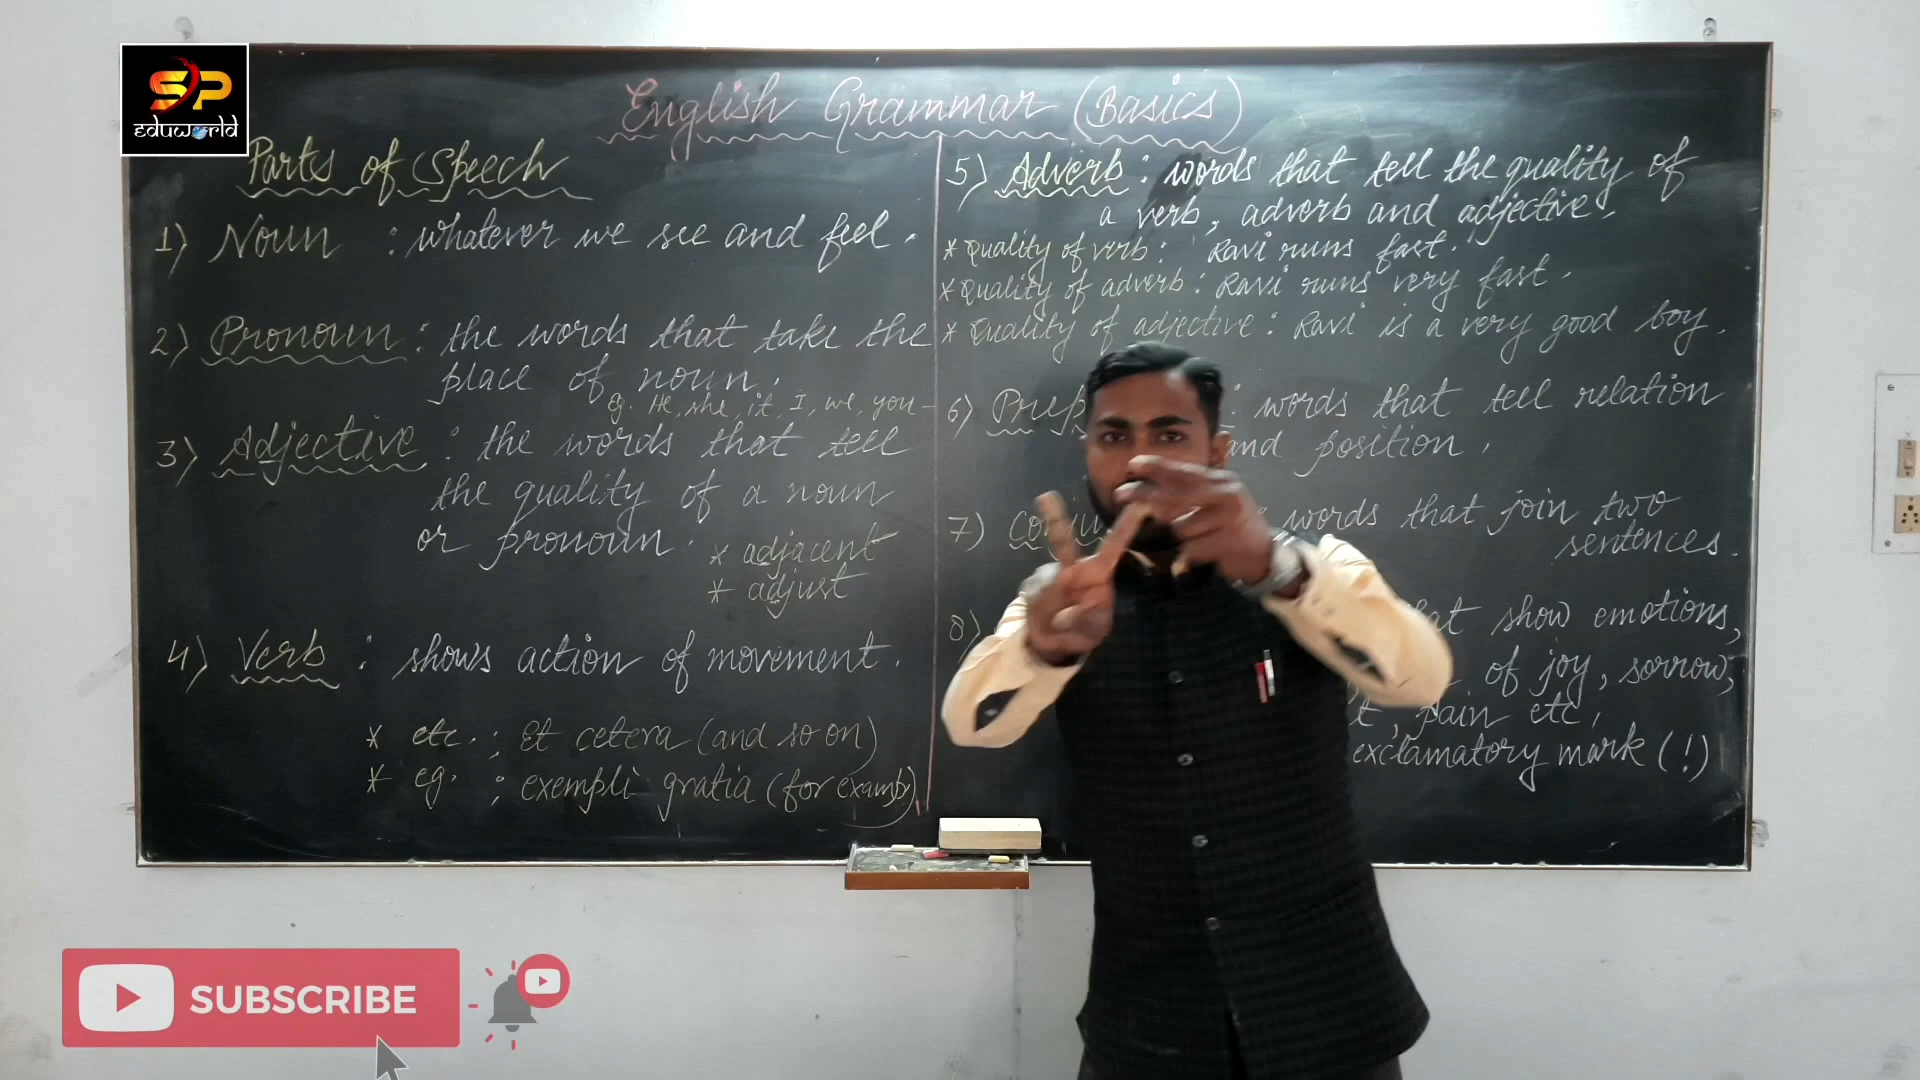 SP
eduworld
English Grammar (Basics)
Parts of Speech
1) Noun : whatever we see and feel.
2) Pronoun : the words that take the
place of noun.
eg. He, she, it, I, we, you-
3) Adjective : the words that tell
the quality of a noun
or pronoun.
* adjacent
* adjust
4) Verb : shows action of movement.
* etc. : Et cetera (and so on)
* eg. : exempli gratia (for example)
5) Adverb : words that tell the quality of
a verb, adverb and adjective.
* Quality of verb : Ravi runs fast.
* Quality of adverb : Ravi runs very fast.
* Quality of adjective : Ravi is a very good boy.
6) Prep : words that tell relation
and position.
7) : words that join two
sentences.
8) show emotions,
of joy, sorrow,
pain etc.
exclamatory mark (!)
SUBSCRIBE